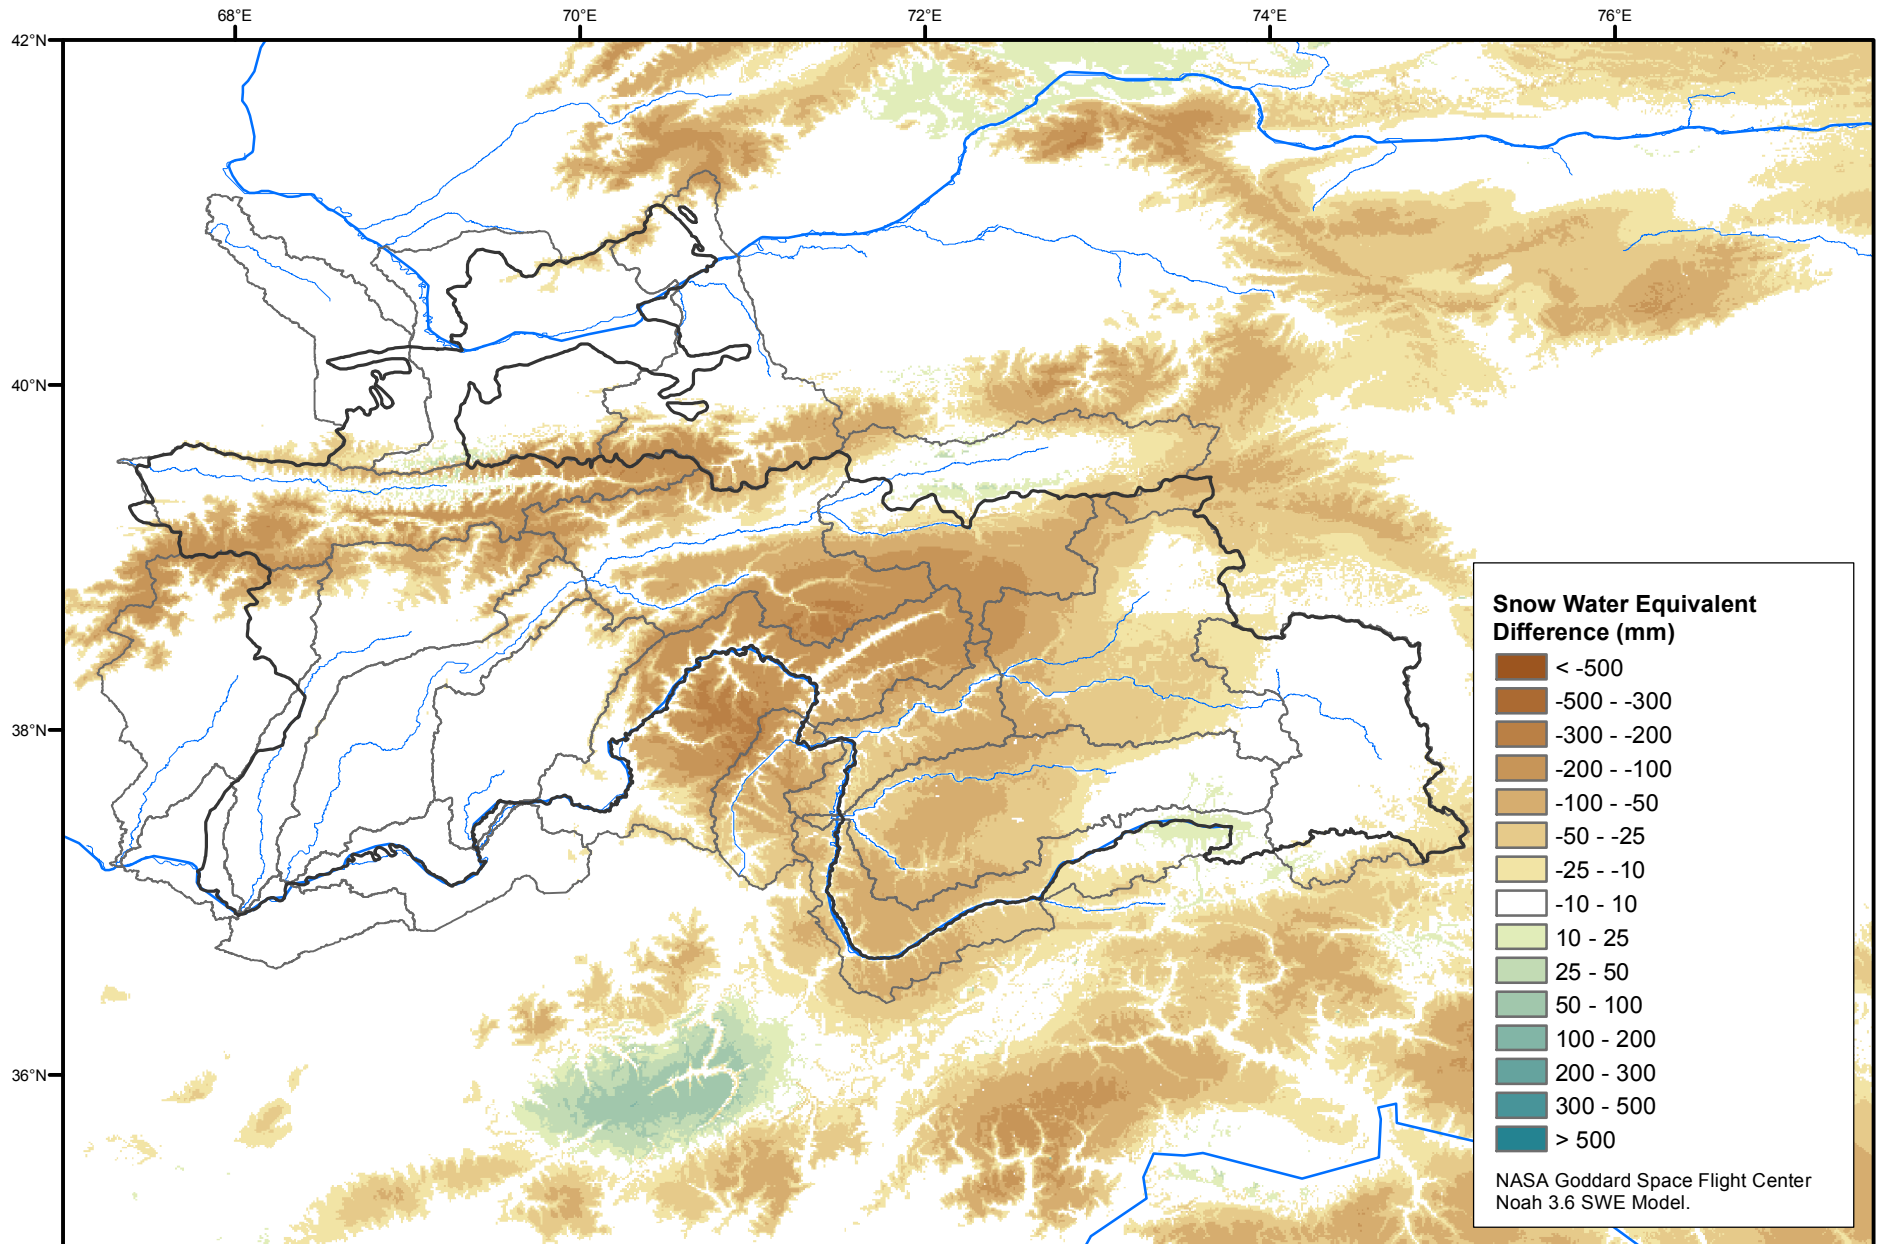 68°E 70°E 72°E 74°E 76°E
42°N
40°N
38°N
36°N
Snow Water Equivalent
Difference (mm)
< -500
-500 - -300
-300 - -200
-200 - -100
-100 - -50
-50 - -25
-25 - -10
-10 - 10
10 - 25
25 - 50
50 - 100
100 - 200
200 - 300
300 - 500
> 500
NASA Goddard Space Flight Center
Noah 3.6 SWE Model.